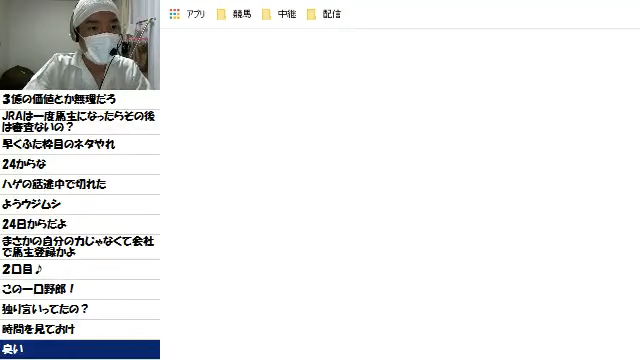 アプリ 競馬 中継 配信
3億の価値とか無理だろ
JRAは一度馬主になったらその後
は審査ないの？
早くふた枠目のネタやれ
24からな
ハゲの話途中で切れた
ようウジムシ
24日からだよ
まさかの自分の力じゃなくて会社
で馬主登録かよ
2口目♪
この一口野郎！
独り言いってたの？
時間を見ておけ
臭い